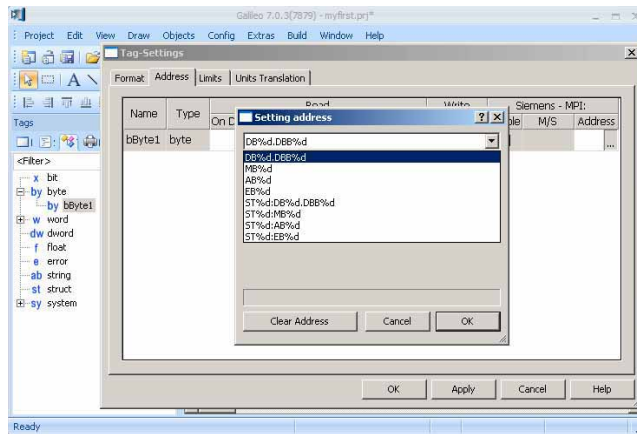 Galileo 7.0.3(7879) - myfirst.prj*
Project Edit View Draw Objects Config Extras Build Window Help
Tag-Settings
Format Address Limits Units Translation
Tags
<Filter>
x bit
by byte
by bByte1
w word
dw dword
f float
e error
ab string
st struct
sy system
Read Write Siemens - MPI:
Name Type On M/S Address
bByte1 byte ...
Setting address
DB%d.DBB%d
DB%d.DBB%d
MB%d
AB%d
EB%d
ST%d:DB%d.DBB%d
ST%d:MB%d
ST%d:AB%d
ST%d:EB%d
Clear Address Cancel OK
OK Apply Cancel Help
Ready